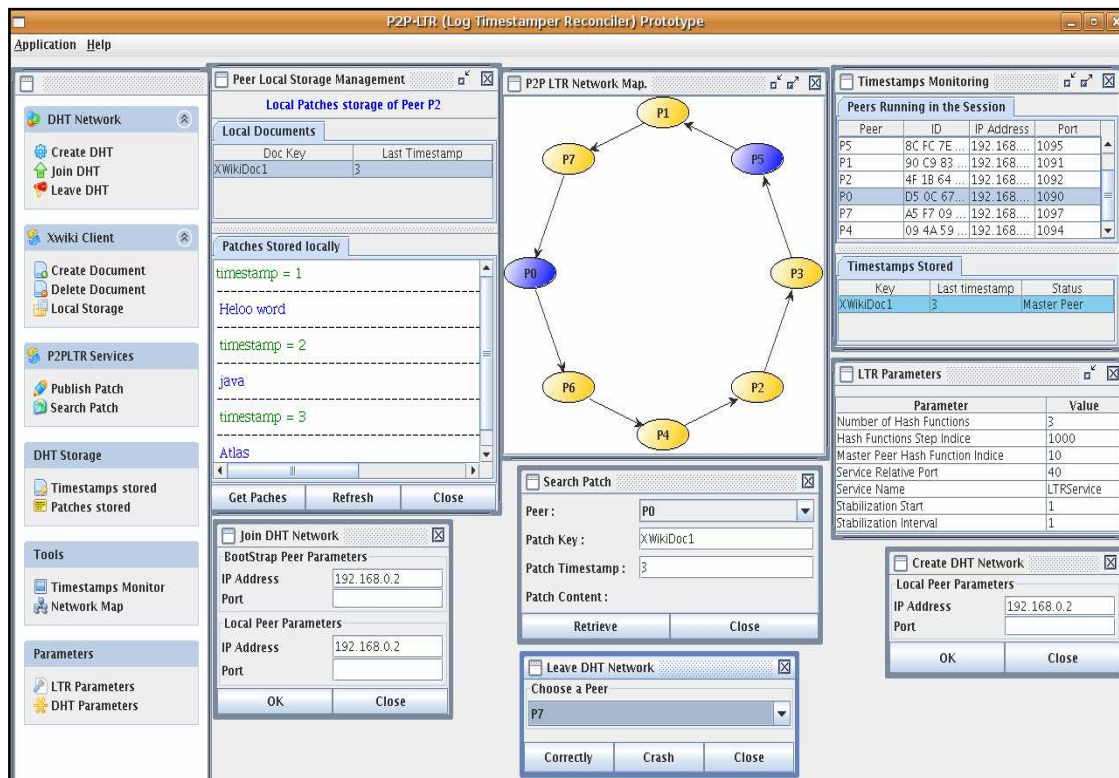 P2P-LTR (Log Timestamper Reconciler) Prototype
Application Help
DHT Network
Create DHT
Join DHT
Leave DHT
Xwiki Client
Create Document
Delete Document
Local Storage
P2PLTR Services
Publish Patch
Search Patch
DHT Storage
Timestamps stored
Patches stored
Tools
Timestamps Monitor
Network Map
Parameters
LTR Parameters
DHT Parameters
Peer Local Storage Management
Local Patches storage of Peer P2
Local Documents
Doc Key Last Timestamp
XWikiDoc1 3
Patches Stored locally
timestamp = 1
Heloo word
timestamp = 2
java
timestamp = 3
Atlas
Get Paches Refresh Close
Join DHT Network
BootStrap Peer Parameters
IP Address 192.168.0.2
Port
Local Peer Parameters
IP Address 192.168.0.2
Port
OK Close
P2P LTR Network Map.
P1
P7
P5
P0
P3
P6
P2
P4
Search Patch
Peer : P0
Patch Key : XWikiDoc1
Patch Timestamp : 3
Patch Content :
Retrieve Close
Leave DHT Network
Choose a Peer
P7
Correctly Crash Close
Timestamps Monitoring
Peers Running in the Session
Peer ID IP Address Port
P5 8C FC 7E ... 192.168.... 1095
P1 90 C9 83 ... 192.168.... 1091
P2 4F 1B 64 ... 192.168.... 1092
P0 D5 0C 67... 192.168.... 1090
P7 A5 F7 09 ... 192.168.... 1097
P4 09 4A 59 ... 192.168.... 1094
Timestamps Stored
Key Last timestamp Status
XWikiDoc1 3 Master Peer
LTR Parameters
Parameter Value
Number of Hash Functions 3
Hash Functions Step Indice 1000
Master Peer Hash Function Indice 10
Service Relative Port 40
Service Name LTRService
Stabilization Start 1
Stabilization Interval 1
Create DHT Network
Local Peer Parameters
IP Address 192.168.0.2
Port
OK Close